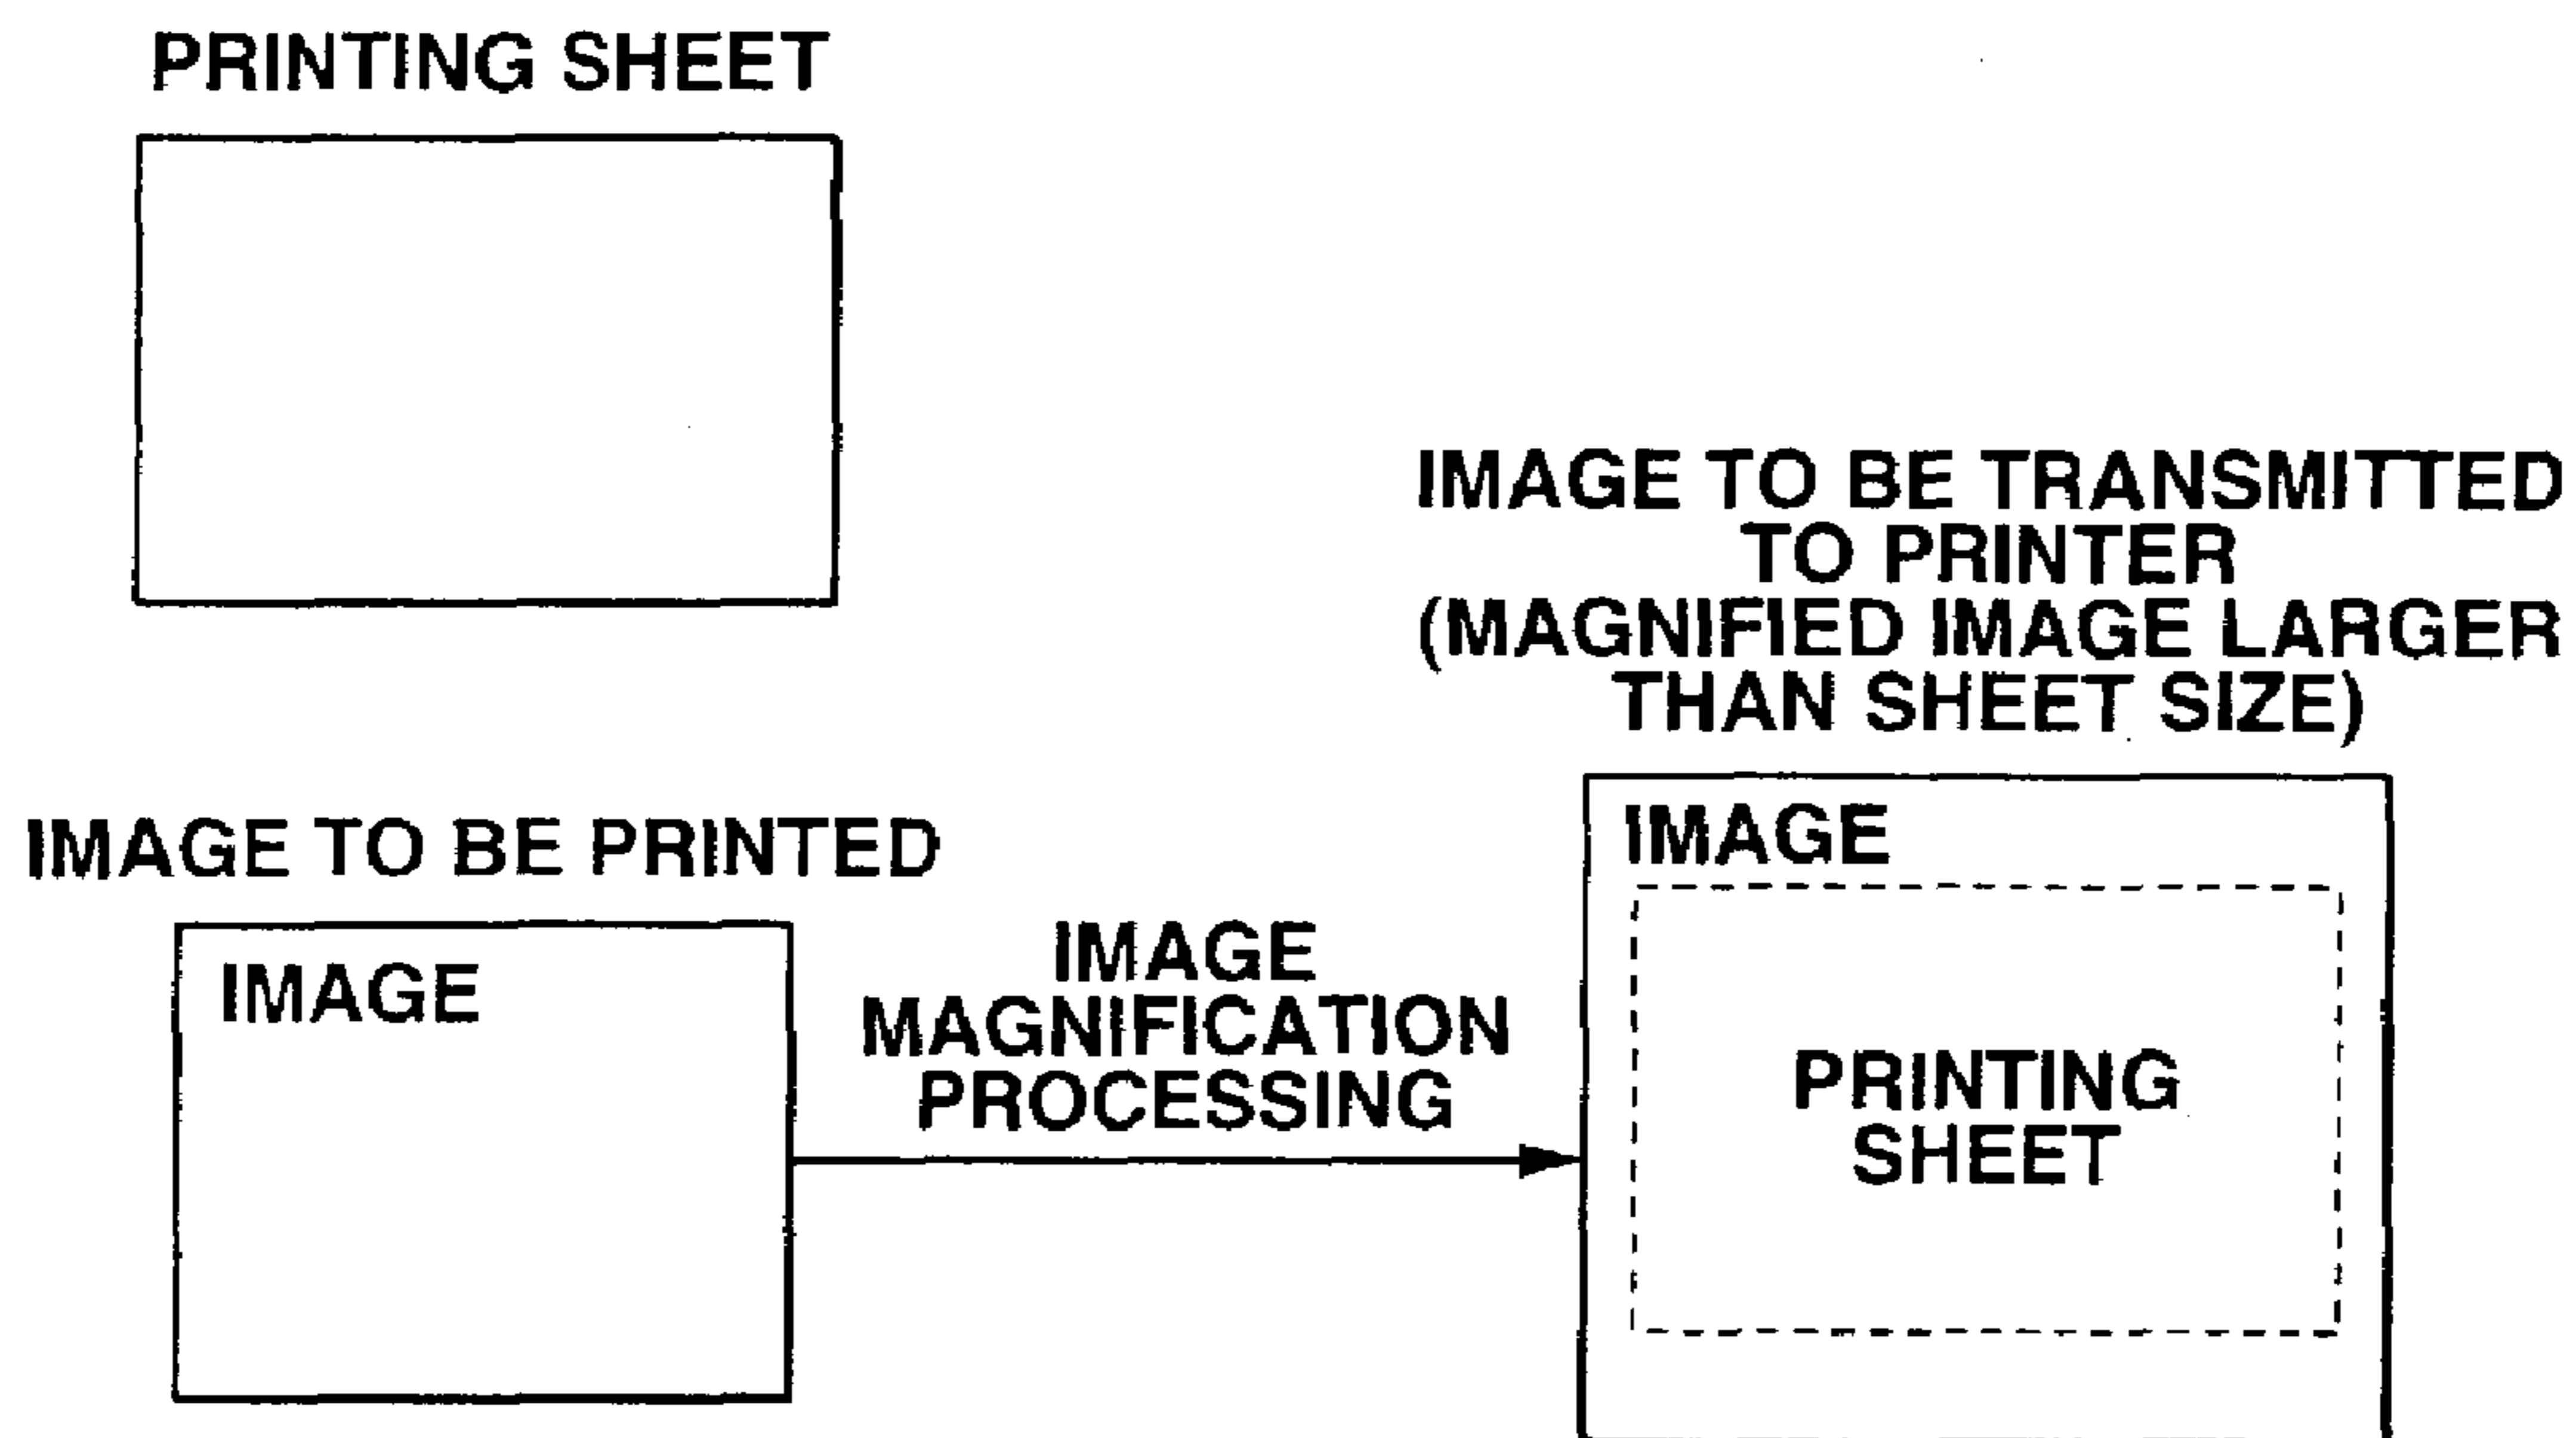 PRINTING SHEET
IMAGE TO BE TRANSMITTED
TO PRINTER
(MAGNIFIED IMAGE LARGER
THAN SHEET SIZE)
IMAGE TO BE PRINTED
IMAGE
IMAGE
MAGNIFICATION
PROCESSING
IMAGE
PRINTING
SHEET